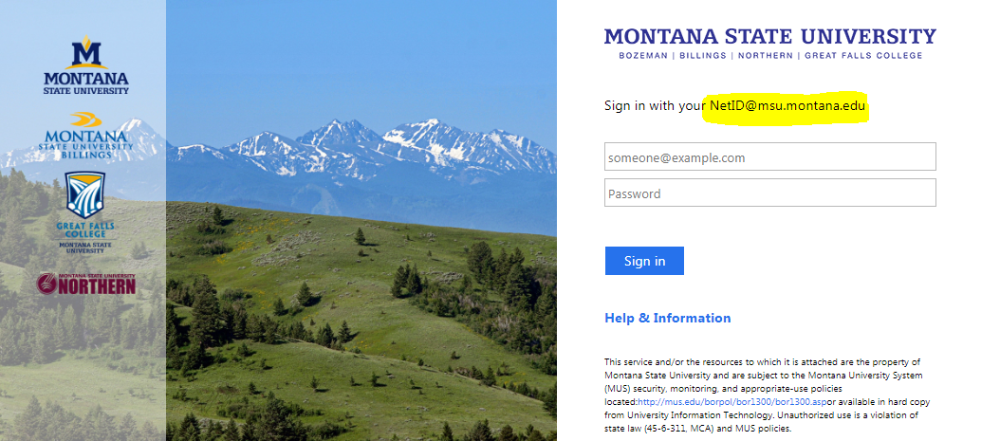 M
MONTANA
STATE UNIVERSITY
MONTANA
STATE UNIVERSITY
BILLINGS
GREAT FALLS
COLLEGE
MONTANA STATE
UNIVERSITY
MONTANA STATE UNIVERSITY
NORTHERN
MONTANA STATE UNIVERSITY
BOZEMAN | BILLINGS | NORTHERN | GREAT FALLS COLLEGE
Sign in with your NetID@msu.montana.edu
someone@example.com
Password
Sign in
Help & Information
This service and/or the resources to which it is attached are the property of
Montana State University and are subject to the Montana University System
(MUS) security, monitoring, and appropriate-use policies
located:http://mus.edu/borpol/bor1300/bor1300.aspor available in hard copy
from University Information Technology. Unauthorized use is a violation of
state law (45-6-311, MCA) and MUS policies.